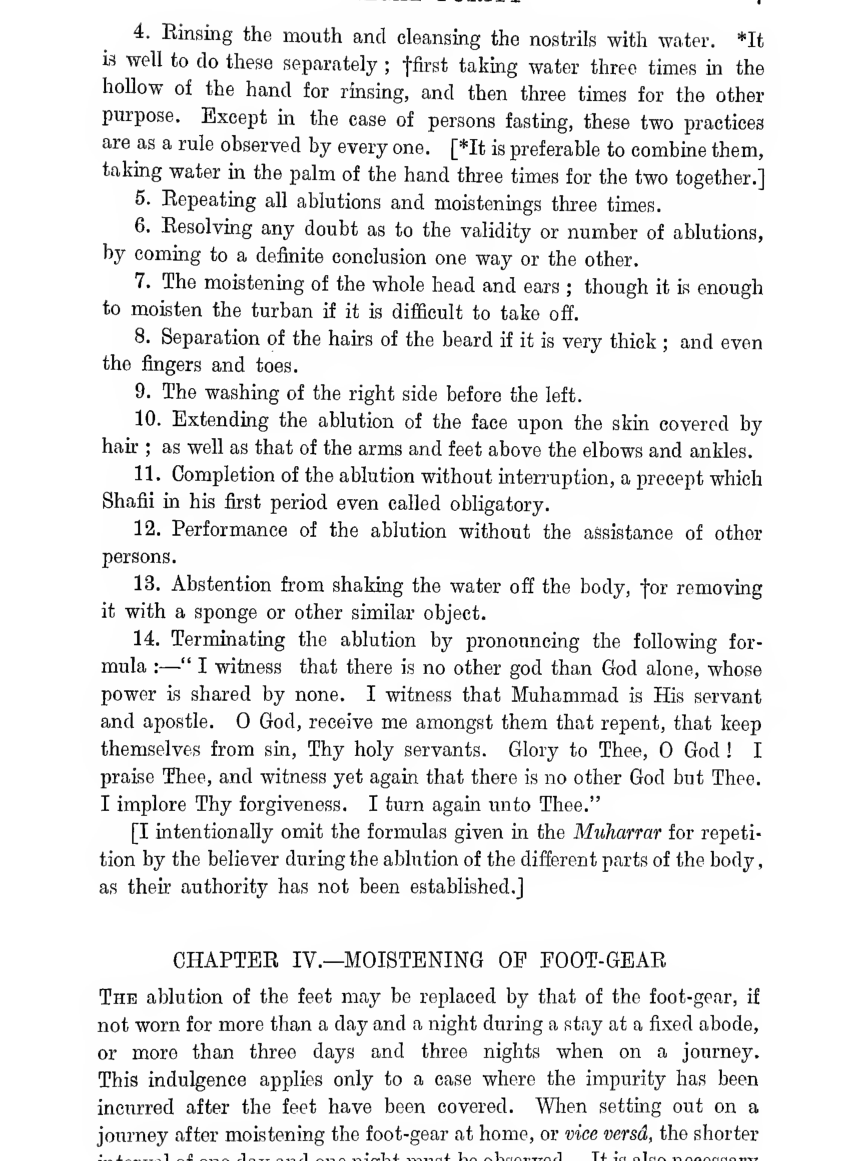 4. Rinsing the mouth and cleansing the nostrils with water. *It
is well to do these separately ; †first taking water three times in the
hollow of the hand for rinsing, and then three times for the other
purpose. Except in the case of persons fasting, these two practices
are as a rule observed by every one. [*It is preferable to combine them,
taking water in the palm of the hand three times for the two together.]
5. Repeating all ablutions and moistenings three times.
6. Resolving any doubt as to the validity or number of ablutions,
by coming to a definite conclusion one way or the other.
7. The moistening of the whole head and ears ; though it is enough
to moisten the turban if it is difficult to take off.
8. Separation of the hairs of the beard if it is very thick ; and even
the fingers and toes.
9. The washing of the right side before the left.
10. Extending the ablution of the face upon the skin covered by
hair ; as well as that of the arms and feet above the elbows and ankles.
11. Completion of the ablution without interruption, a precept which
Shafii in his first period even called obligatory.
12. Performance of the ablution without the assistance of other
persons.
13. Abstention from shaking the water off the body, †or removing
it with a sponge or other similar object.
14. Terminating the ablution by pronouncing the following for-
mula :—“ I witness that there is no other god than God alone, whose
power is shared by none. I witness that Muhammad is His servant
and apostle. O God, receive me amongst them that repent, that keep
themselves from sin, Thy holy servants. Glory to Thee, O God ! I
praise Thee, and witness yet again that there is no other God but Thee.
I implore Thy forgiveness. I turn again unto Thee.”
[I intentionally omit the formulas given in the Muharrar for repeti-
tion by the believer during the ablution of the different parts of the body,
as their authority has not been established.]
CHAPTER IV.—MOISTENING OF FOOT-GEAR
THE ablution of the feet may be replaced by that of the foot-gear, if
not worn for more than a day and a night during a stay at a fixed abode,
or more than three days and three nights when on a journey.
This indulgence applies only to a case where the impurity has been
incurred after the feet have been covered. When setting out on a
journey after moistening the foot-gear at home, or vice versâ, the shorter
interval of one day and one night must be observed. It is also necessary